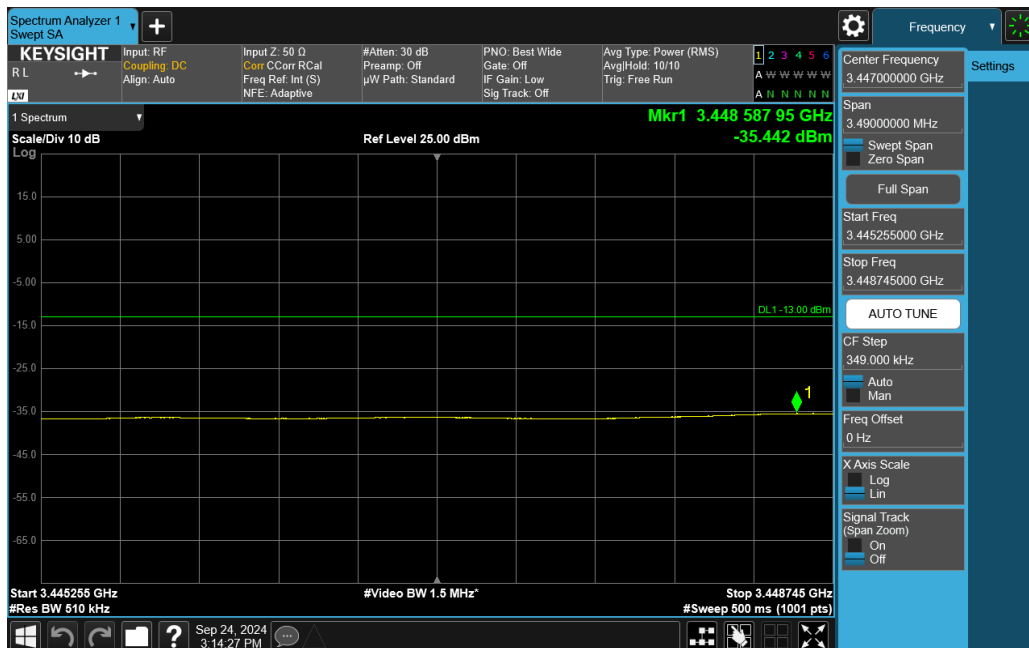 Spectrum Analyzer 1
Swept SA
+
Frequency
KEYSIGHT
R L
LXI
Input: RF
Coupling: DC
Align: Auto
Input Z: 50 Ω
Corr CCorr RCal
Freq Ref: Int (S)
NFE: Adaptive
#Atten: 30 dB
Preamp: Off
µW Path: Standard
PNO: Best Wide
Gate: Off
IF Gain: Low
Sig Track: Off
Avg Type: Power (RMS)
Avg|Hold: 10/10
Trig: Free Run
1 2 3 4 5 6
A W W W W W
A N N N N N
1 Spectrum
Scale/Div 10 dB
Log
Ref Level 25.00 dBm
Mkr1 3.448 587 95 GHz
-35.442 dBm
15.0
5.00
-5.00
-15.0
-25.0
-35.0
-45.0
-55.0
-65.0
DL1 -13.00 dBm
1
Start 3.445255 GHz
#Res BW 510 kHz
#Video BW 1.5 MHz*
Stop 3.448745 GHz
#Sweep 500 ms (1001 pts)
Center Frequency
3.447000000 GHz
Span
3.49000000 MHz
Swept Span
Zero Span
Full Span
Start Freq
3.445255000 GHz
Stop Freq
3.448745000 GHz
AUTO TUNE
CF Step
349.000 kHz
Auto
Man
Freq Offset
0 Hz
X Axis Scale
Log
Lin
Signal Track
(Span Zoom)
On
Off
Settings
?
Sep 24, 2024
3:14:27 PM